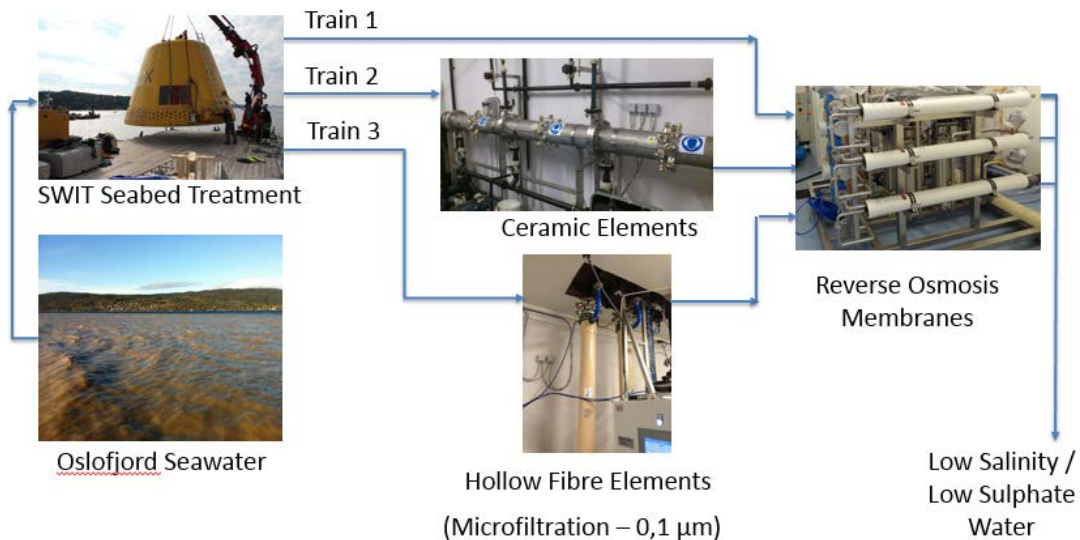 Train 1
Train 2
Train 3
SWIT Seabed Treatment
Ceramic Elements
Reverse Osmosis
Membranes
Oslofjord Seawater
Hollow Fibre Elements
(Microfiltration – 0,1 µm)
Low Salinity /
Low Sulphate
Water